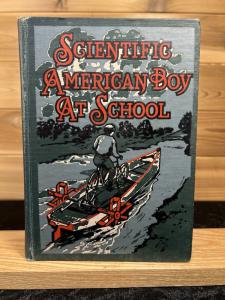 SCIENTIFIC
AMERICAN BOY
AT SCHOOL